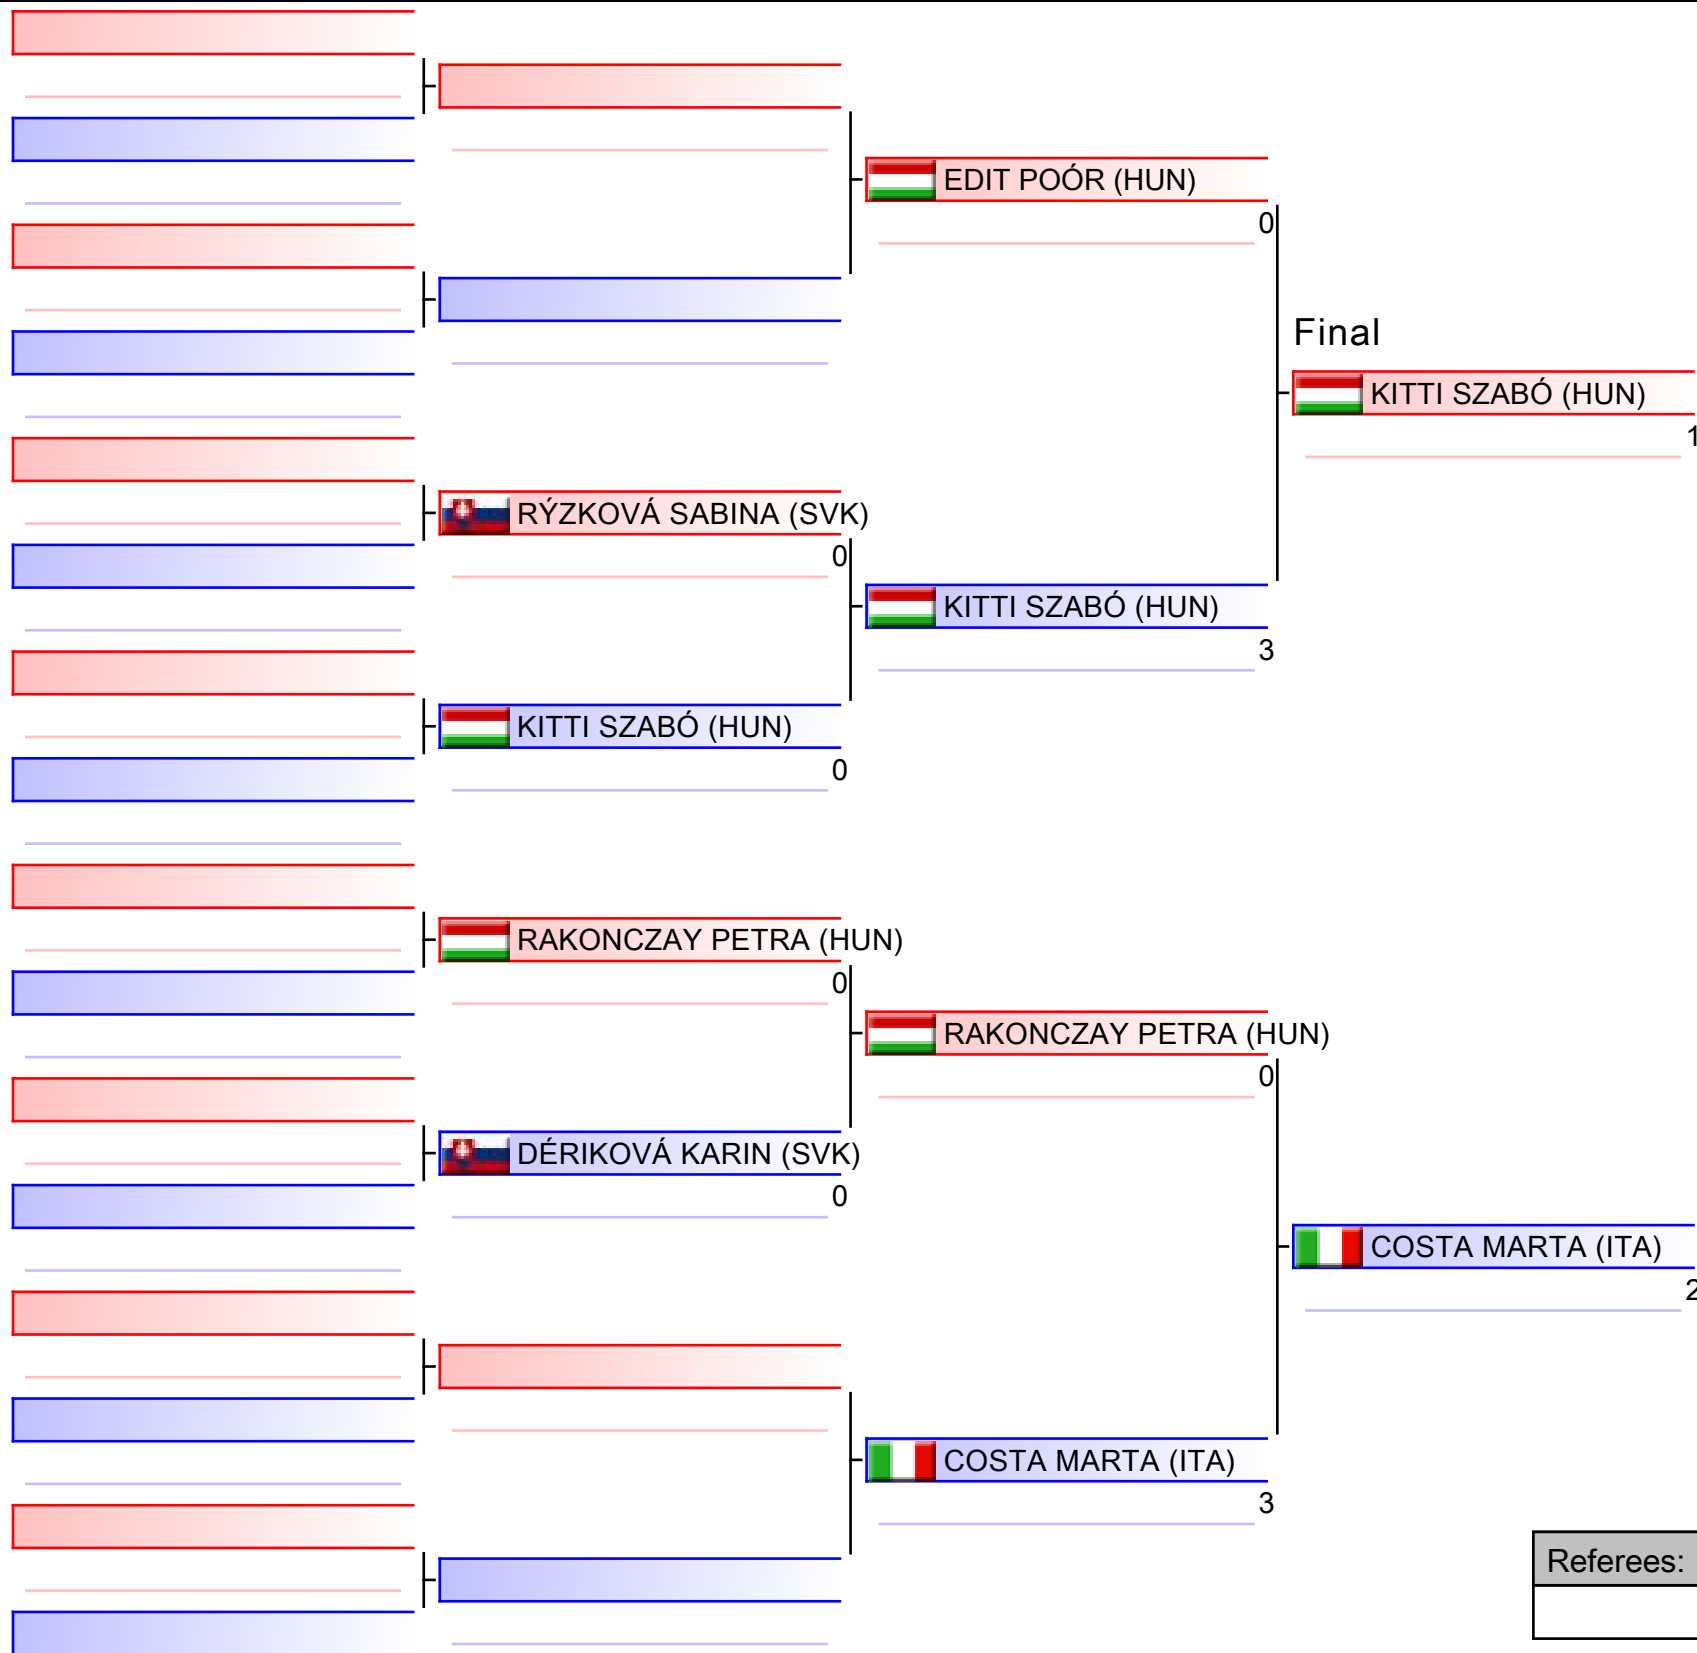 EDIT POÓR (HUN)
0
Final
KITTI SZABÓ (HUN)
1
RÝZKOVÁ SABINA (SVK)
0
KITTI SZABÓ (HUN)
3
KITTI SZABÓ (HUN)
0
RAKONCZAY PETRA (HUN)
0
RAKONCZAY PETRA (HUN)
0
DÉRIKOVÁ KARIN (SVK)
0
COSTA MARTA (ITA)
2
COSTA MARTA (ITA)
3
Referees: